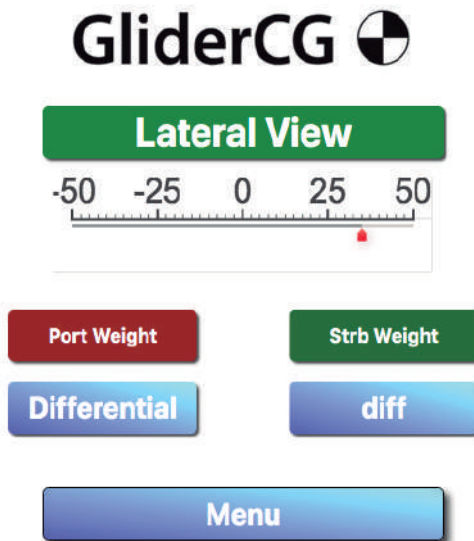 GliderCG
Lateral View
-50 -25 0 25 50
Port Weight Strb Weight
Differential diff
Menu